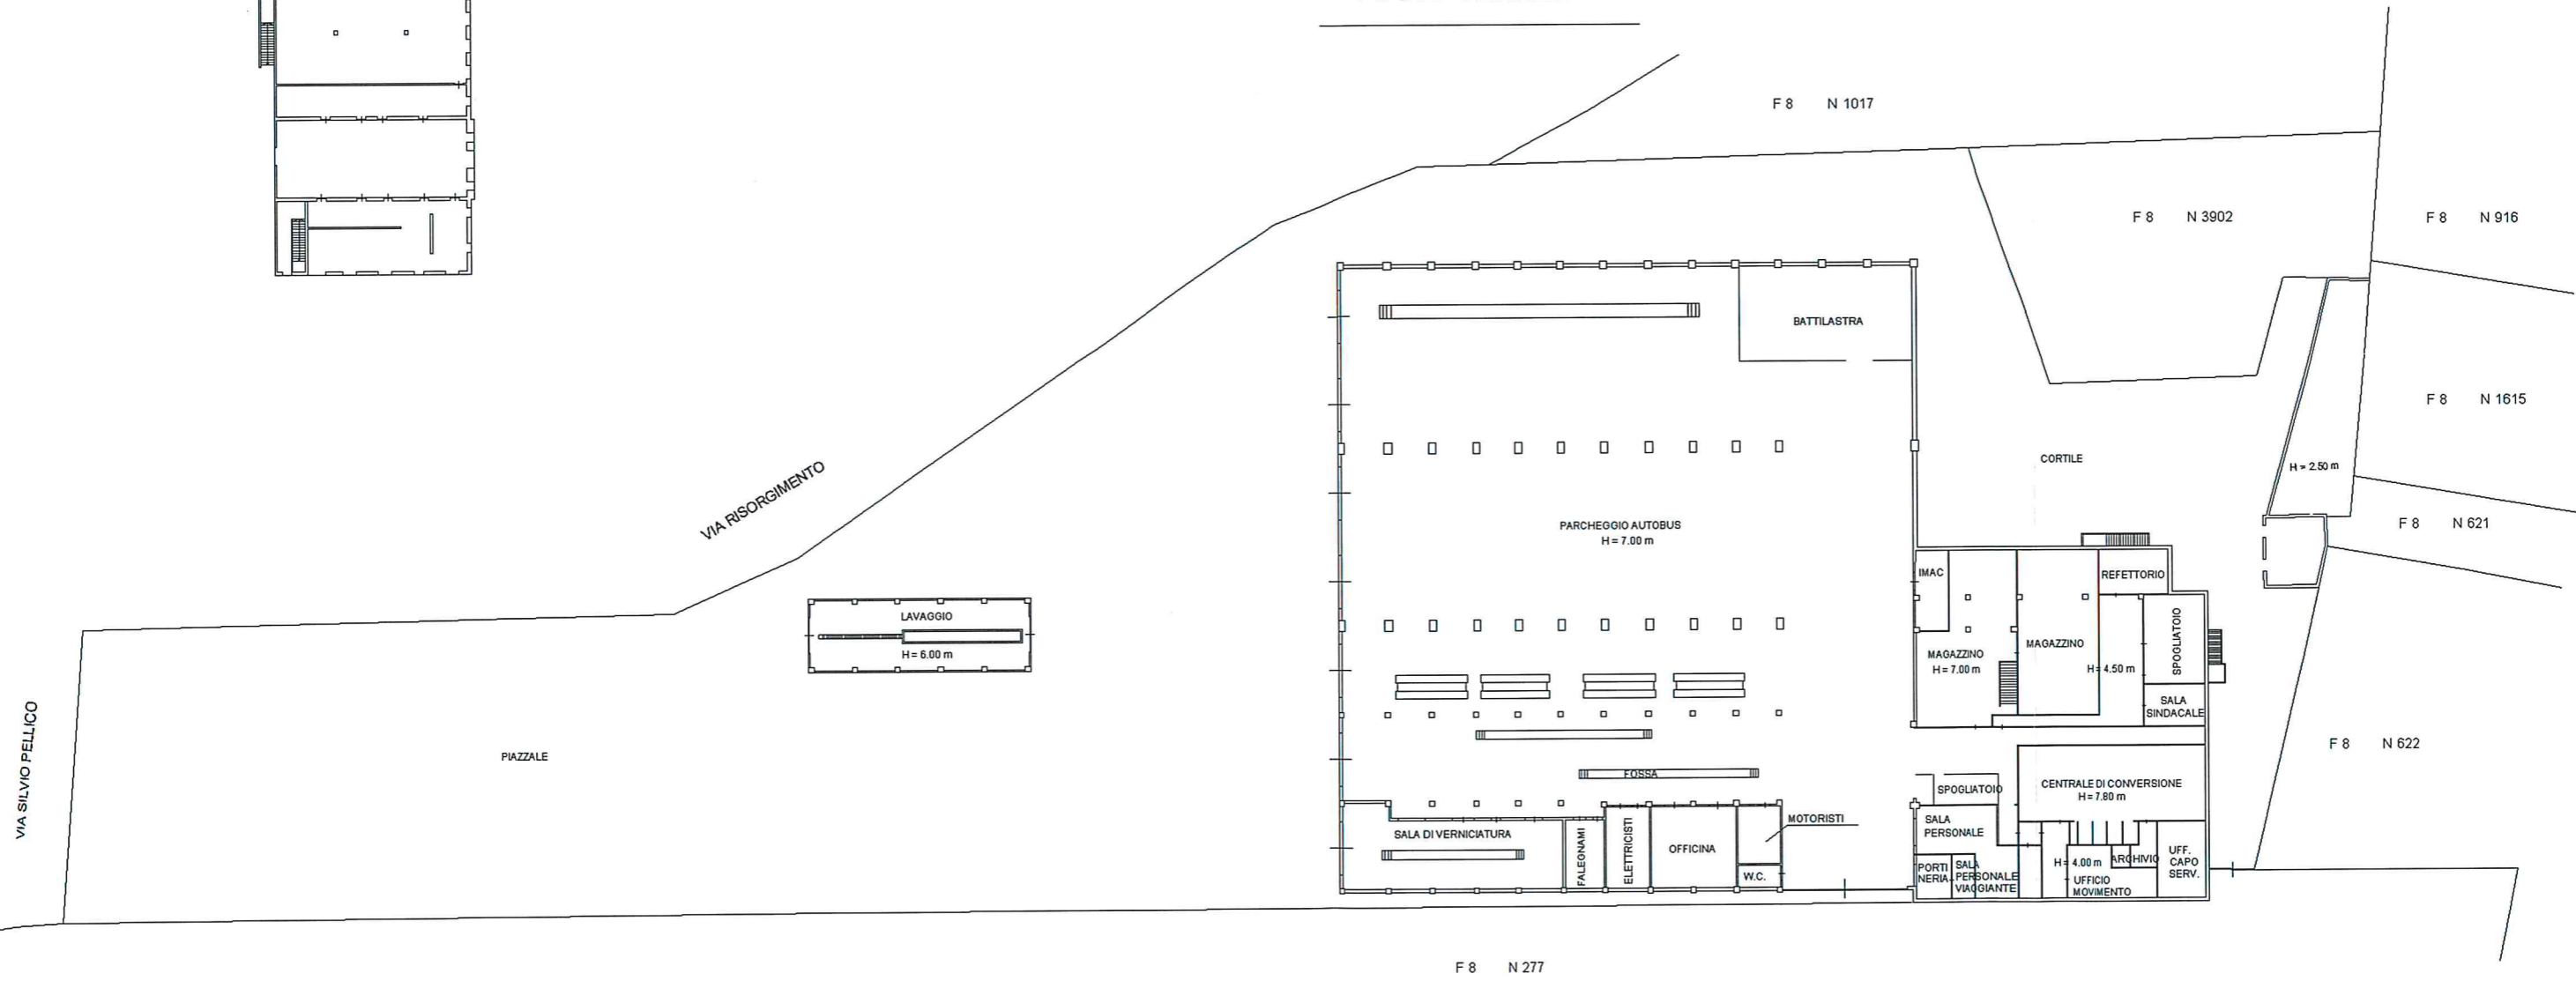 F 8 N 1017
F 8 N 3902
F 8 N 916
BATTILASTRA
F 8 N 1615
CORTILE
H = 2.50 m
VIA RISORGIMENTO
PARCHEGGIO AUTOBUS
H = 7.00 m
F 8 N 621
IMAC
REFETTORIO
LAVAGGIO
H = 6.00 m
MAGAZZINO
H = 7.00 m
MAGAZZINO
H = 4.50 m
SPOGLIATOIO
SALA
SINDACALE
VIA SILVIO PELLICO
PIAZZALE
F 8 N 622
FOSSA
SPOGLIATOIO
CENTRALE DI CONVERSIONE
H = 7.80 m
SALA DI VERNICIATURA
FALEGNAMI
ELETTRICISTI
OFFICINA
MOTORISTI
W.C.
SALA
PERSONALE
PORTI
NERIA
SALA
PERSONALE
VIAGGIANTE
H = 4.00 m
ARCHIVIO
UFFICIO
MOVIMENTO
UFF.
CAPO
SERV.
F 8 N 277